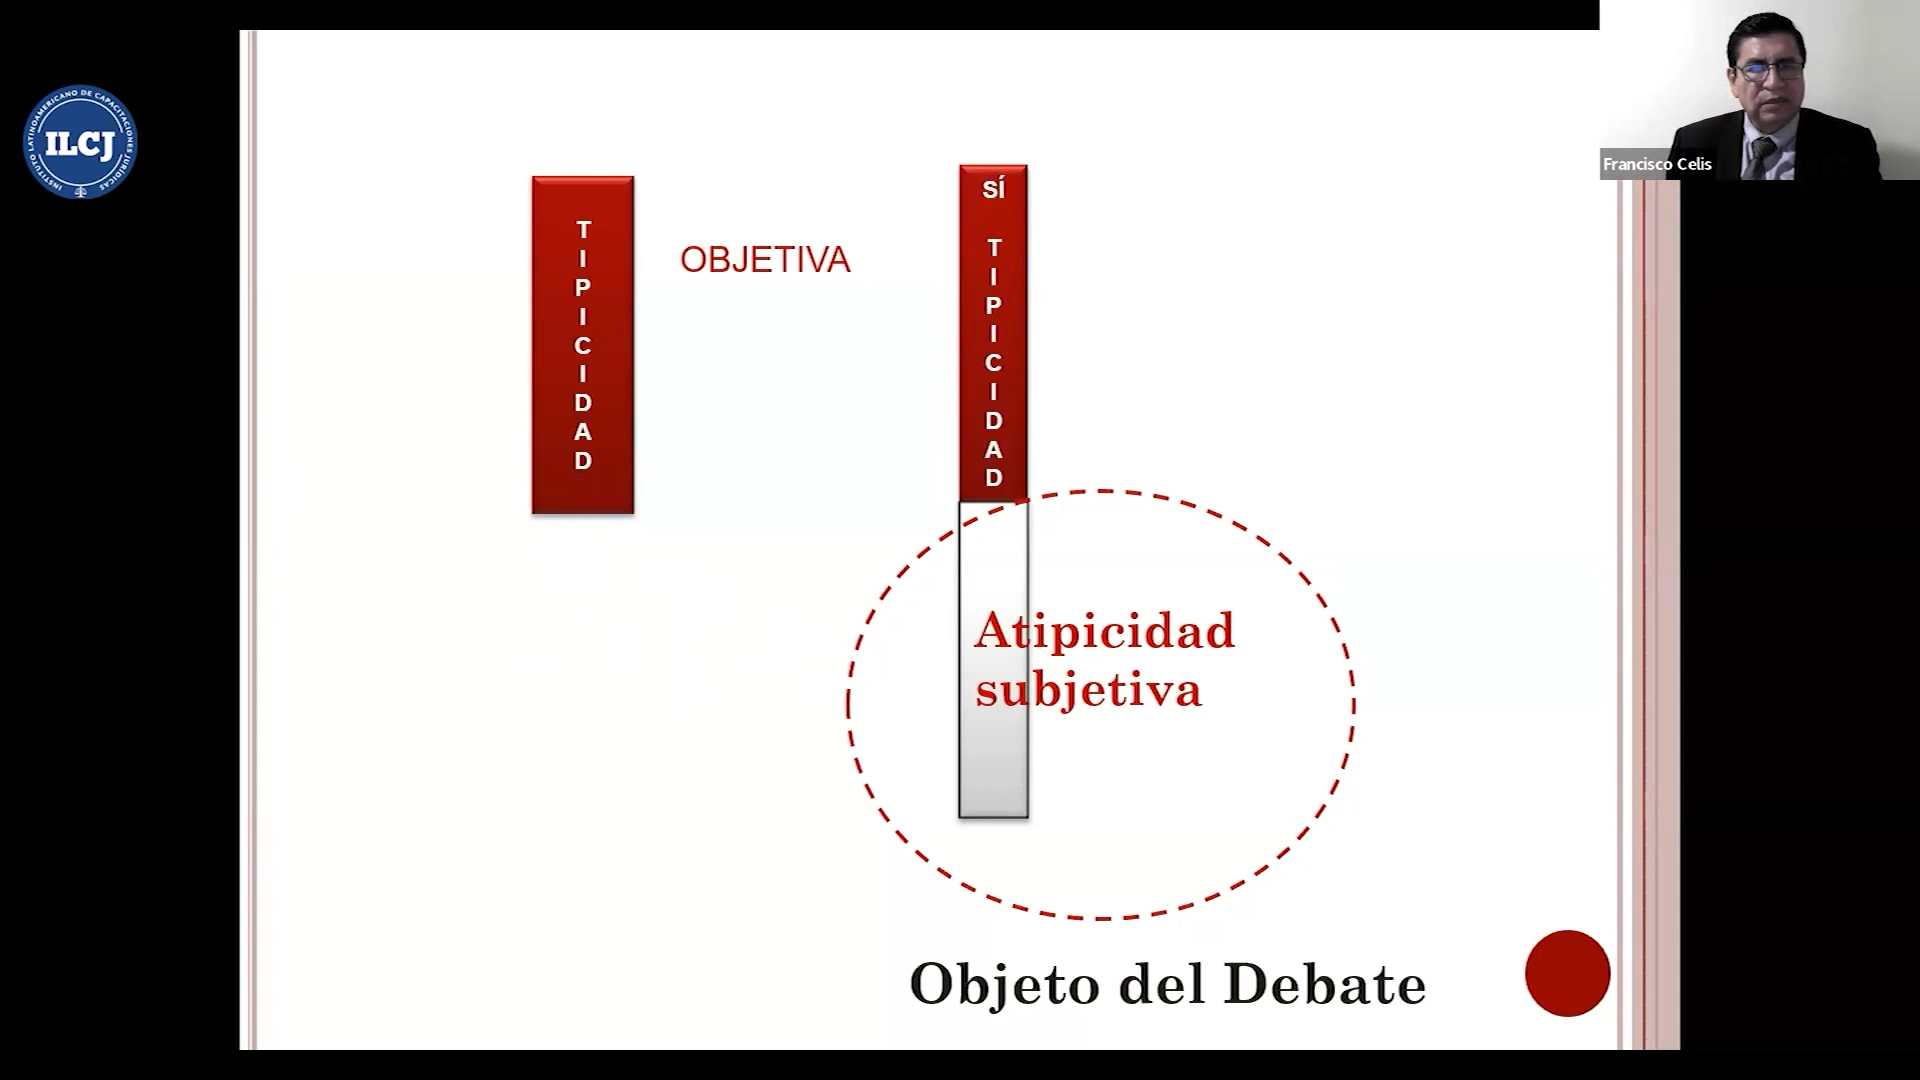 INSTITUTO LATINOAMERICANO DE CAPACITACIONES JURÍDICAS
ILCJ
Francisco Celis
TIPICIDAD
OBJETIVA
SÍ TIPICIDAD
Atipicidad
subjetiva
Objeto del Debate